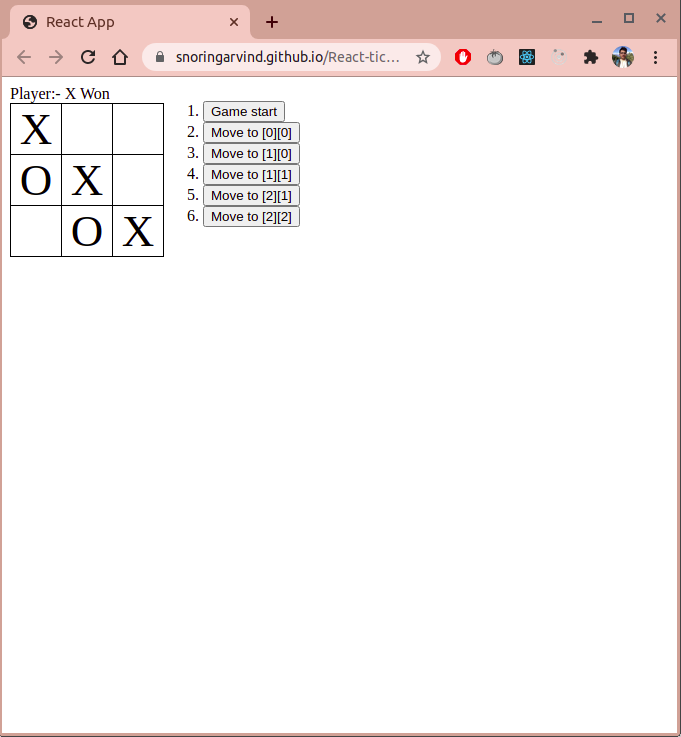 React App
snoringarvind.github.io/React-tic…
Player:- X Won
X
O X
O X
1. Game start
2. Move to [0][0]
3. Move to [1][0]
4. Move to [1][1]
5. Move to [2][1]
6. Move to [2][2]